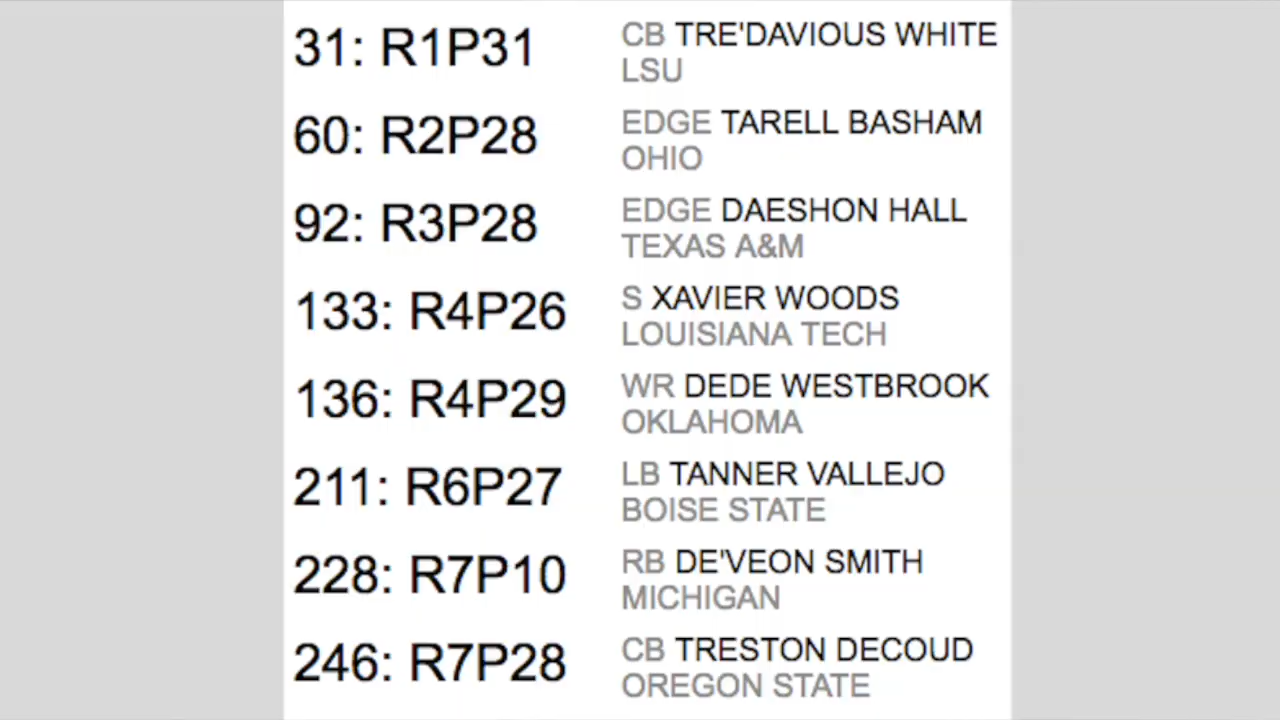 31: R1P31 CB TRE'DAVIOUS WHITE
LSU
60: R2P28 EDGE TARELL BASHAM
OHIO
92: R3P28 EDGE DAESHON HALL
TEXAS A&M
133: R4P26 S XAVIER WOODS
LOUISIANA TECH
136: R4P29 WR DEDE WESTBROOK
OKLAHOMA
211: R6P27 LB TANNER VALLEJO
BOISE STATE
228: R7P10 RB DE'VEON SMITH
MICHIGAN
246: R7P28 CB TRESTON DECOUD
OREGON STATE